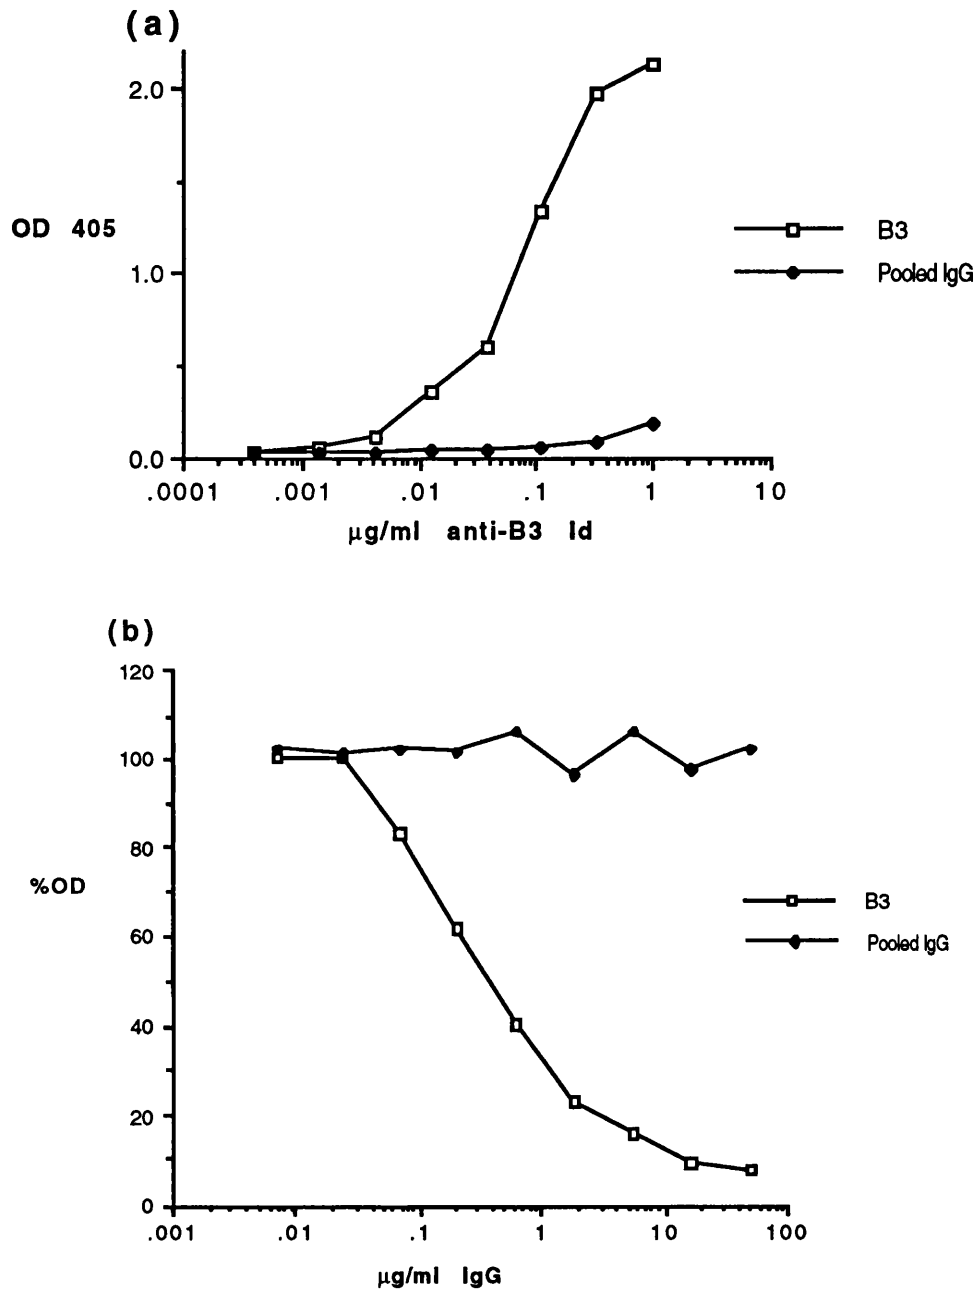 (a)
2.0
OD 405
1.0
0.0
.0001 .001 .01 .1 1 10
µg/ml anti-B3 Id
B3
Pooled IgG
(b)
120
100
80
%OD
60
40
20
0
.001 .01 .1 1 10 100
µg/ml IgG
B3
Pooled IgG